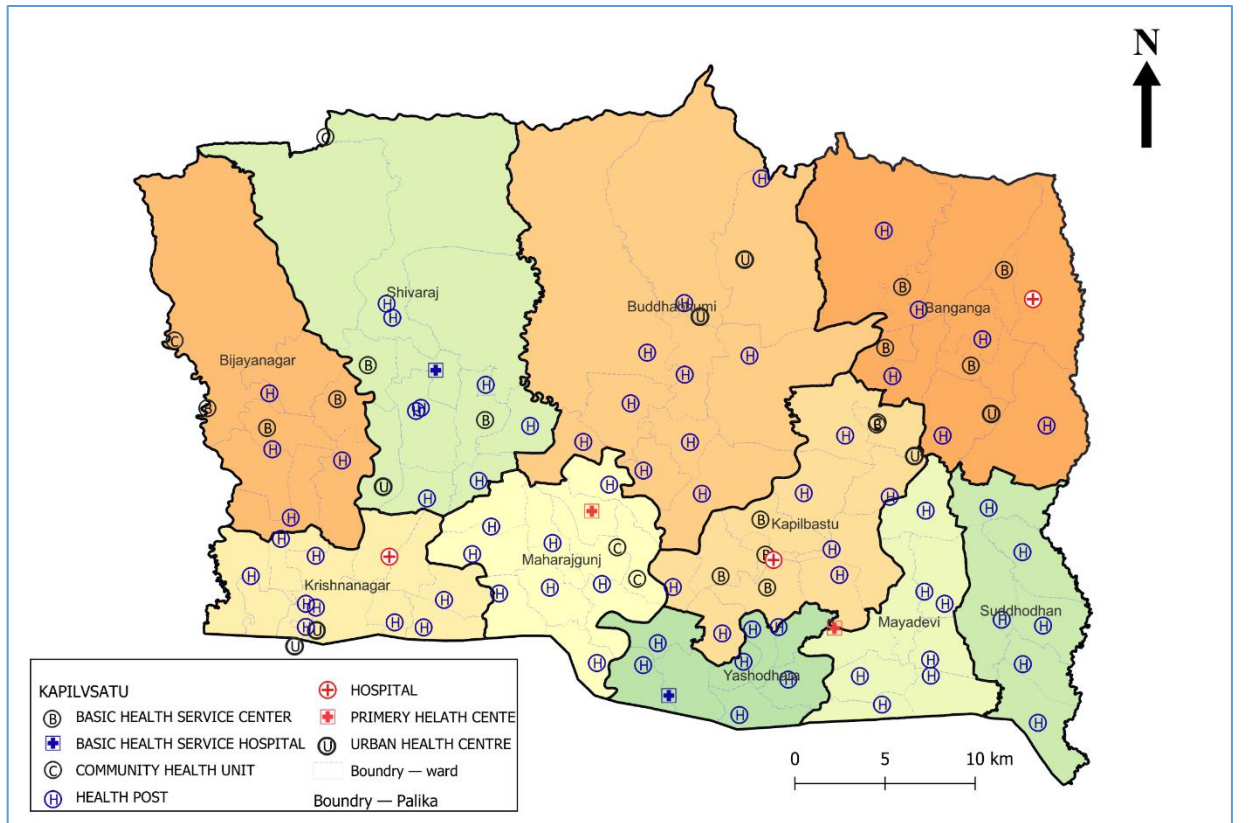 N
Shivaraj
Buddhabhumi
Banganga
Bijayanagar
Kapilbastu
Maharajgunj
Krishnanagar
Suddhodhan
Mayadevi
Yashodhara
KAPILVSATU
B BASIC HEALTH SERVICE CENTER
BASIC HEALTH SERVICE HOSPITAL
C COMMUNITY HEALTH UNIT
H HEALTH POST
HOSPITAL
PRIMERY HELATH CENTE
U URBAN HEALTH CENTRE
Boundry — ward
Boundry — Palika
0 5 10 km